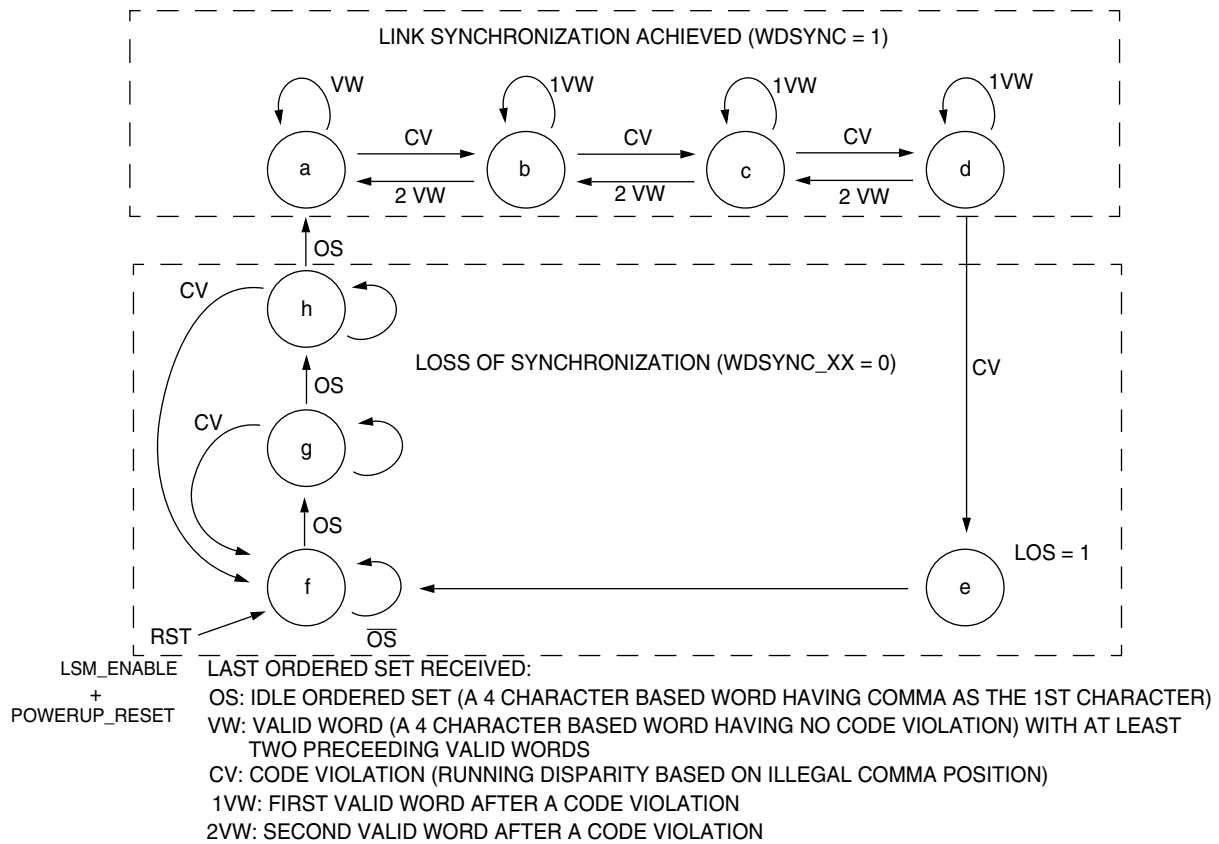 LINK SYNCHRONIZATION ACHIEVED (WDSYNC = 1)
VW
1VW
1VW
1VW
CV
CV
CV
a
b
c
d
2 VW
2 VW
2 VW
OS
CV
h
LOSS OF SYNCHRONIZATION (WDSYNC_XX = 0)
OS
CV
CV
g
OS
LOS = 1
f
e
RST
OS
LSM_ENABLE
+
POWERUP_RESET
LAST ORDERED SET RECEIVED:
OS: IDLE ORDERED SET (A 4 CHARACTER BASED WORD HAVING COMMA AS THE 1ST CHARACTER)
VW: VALID WORD (A 4 CHARACTER BASED WORD HAVING NO CODE VIOLATION) WITH AT LEAST
TWO PRECEEDING VALID WORDS
CV: CODE VIOLATION (RUNNING DISPARITY BASED ON ILLEGAL COMMA POSITION)
1VW: FIRST VALID WORD AFTER A CODE VIOLATION
2VW: SECOND VALID WORD AFTER A CODE VIOLATION